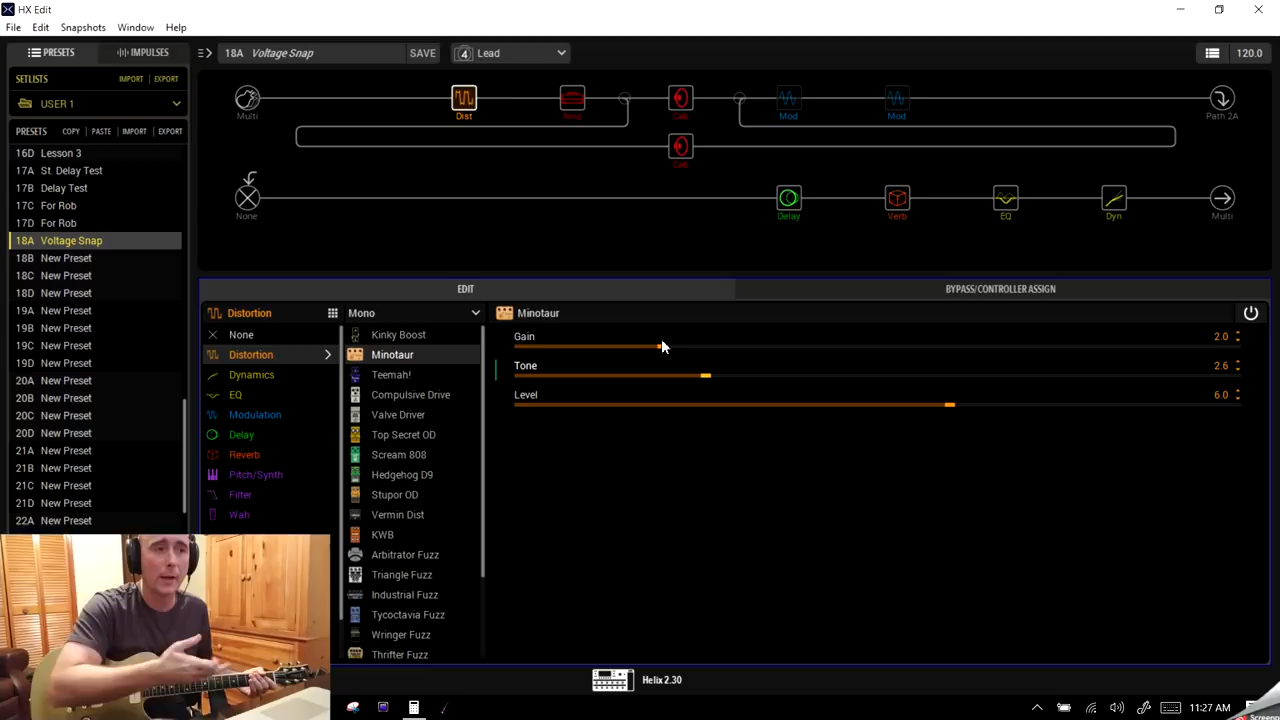 HX Edit
File Edit Snapshots Window Help
PRESETS IMPULSES
18A Voltage Snap SAVE 4 Lead 120.0
SETLISTS IMPORT EXPORT
USER 1
PRESETS COPY PASTE IMPORT EXPORT
16D Lesson 3
17A St. Delay Test
17B Delay Test
17C For Rob
17D For Rob
18A Voltage Snap
18B New Preset
18C New Preset
18D New Preset
19A New Preset
19B New Preset
19C New Preset
19D New Preset
20A New Preset
20B New Preset
20C New Preset
20D New Preset
21A New Preset
21B New Preset
21C New Preset
21D New Preset
22A New Preset
Multi Dist Amp Cab Mod Mod Path 2A
Cab
None Delay Verb EQ Dyn Multi
EDIT BYPASS/CONTROLLER ASSIGN
Distortion
None
Distortion
Dynamics
EQ
Modulation
Delay
Reverb
Pitch/Synth
Filter
Wah
Mono
Kinky Boost
Minotaur
Teemah!
Compulsive Drive
Valve Driver
Top Secret OD
Scream 808
Hedgehog D9
Stupor OD
Vermin Dist
KWB
Arbitrator Fuzz
Triangle Fuzz
Industrial Fuzz
Tycoctavia Fuzz
Wringer Fuzz
Thrifter Fuzz
Minotaur
Gain 2.0
Tone 2.6
Level 6.0
Helix 2.30
11:27 AM